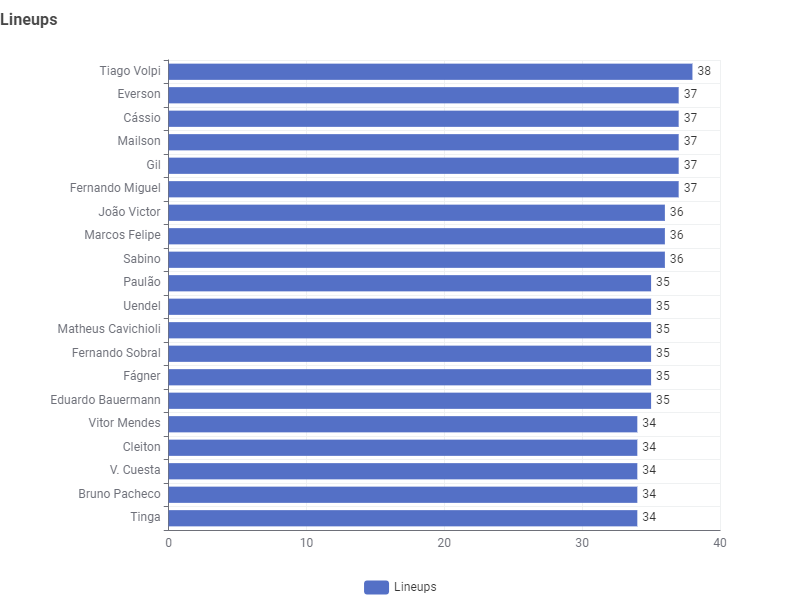 Lineups
Tiago Volpi 38
Everson 37
Cássio 37
Mailson 37
Gil 37
Fernando Miguel 37
João Victor 36
Marcos Felipe 36
Sabino 36
Paulão 35
Uendel 35
Matheus Cavichioli 35
Fernando Sobral 35
Fágner 35
Eduardo Bauermann 35
Vitor Mendes 34
Cleiton 34
V. Cuesta 34
Bruno Pacheco 34
Tinga 34
0 10 20 30 40
Lineups